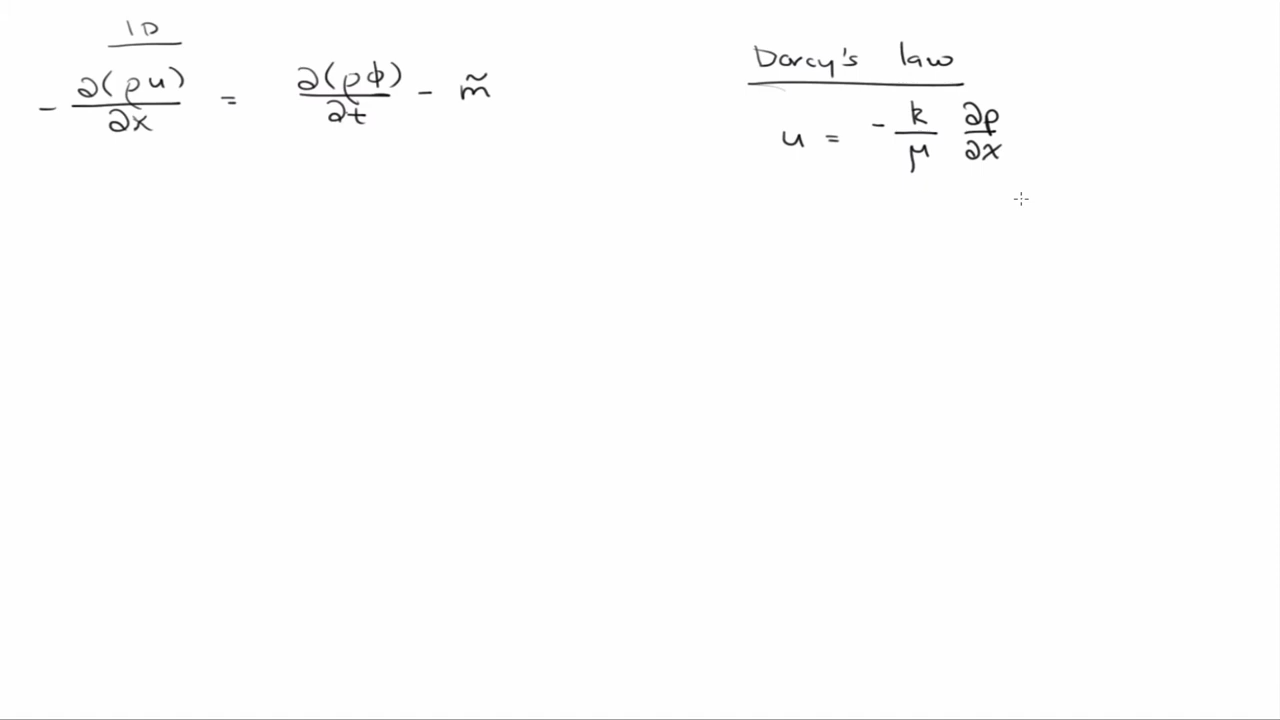 1D
- ∂(ρu)/∂x = ∂(ρϕ)/∂t - m̃
Darcy's law
u = - k/μ ∂p/∂x